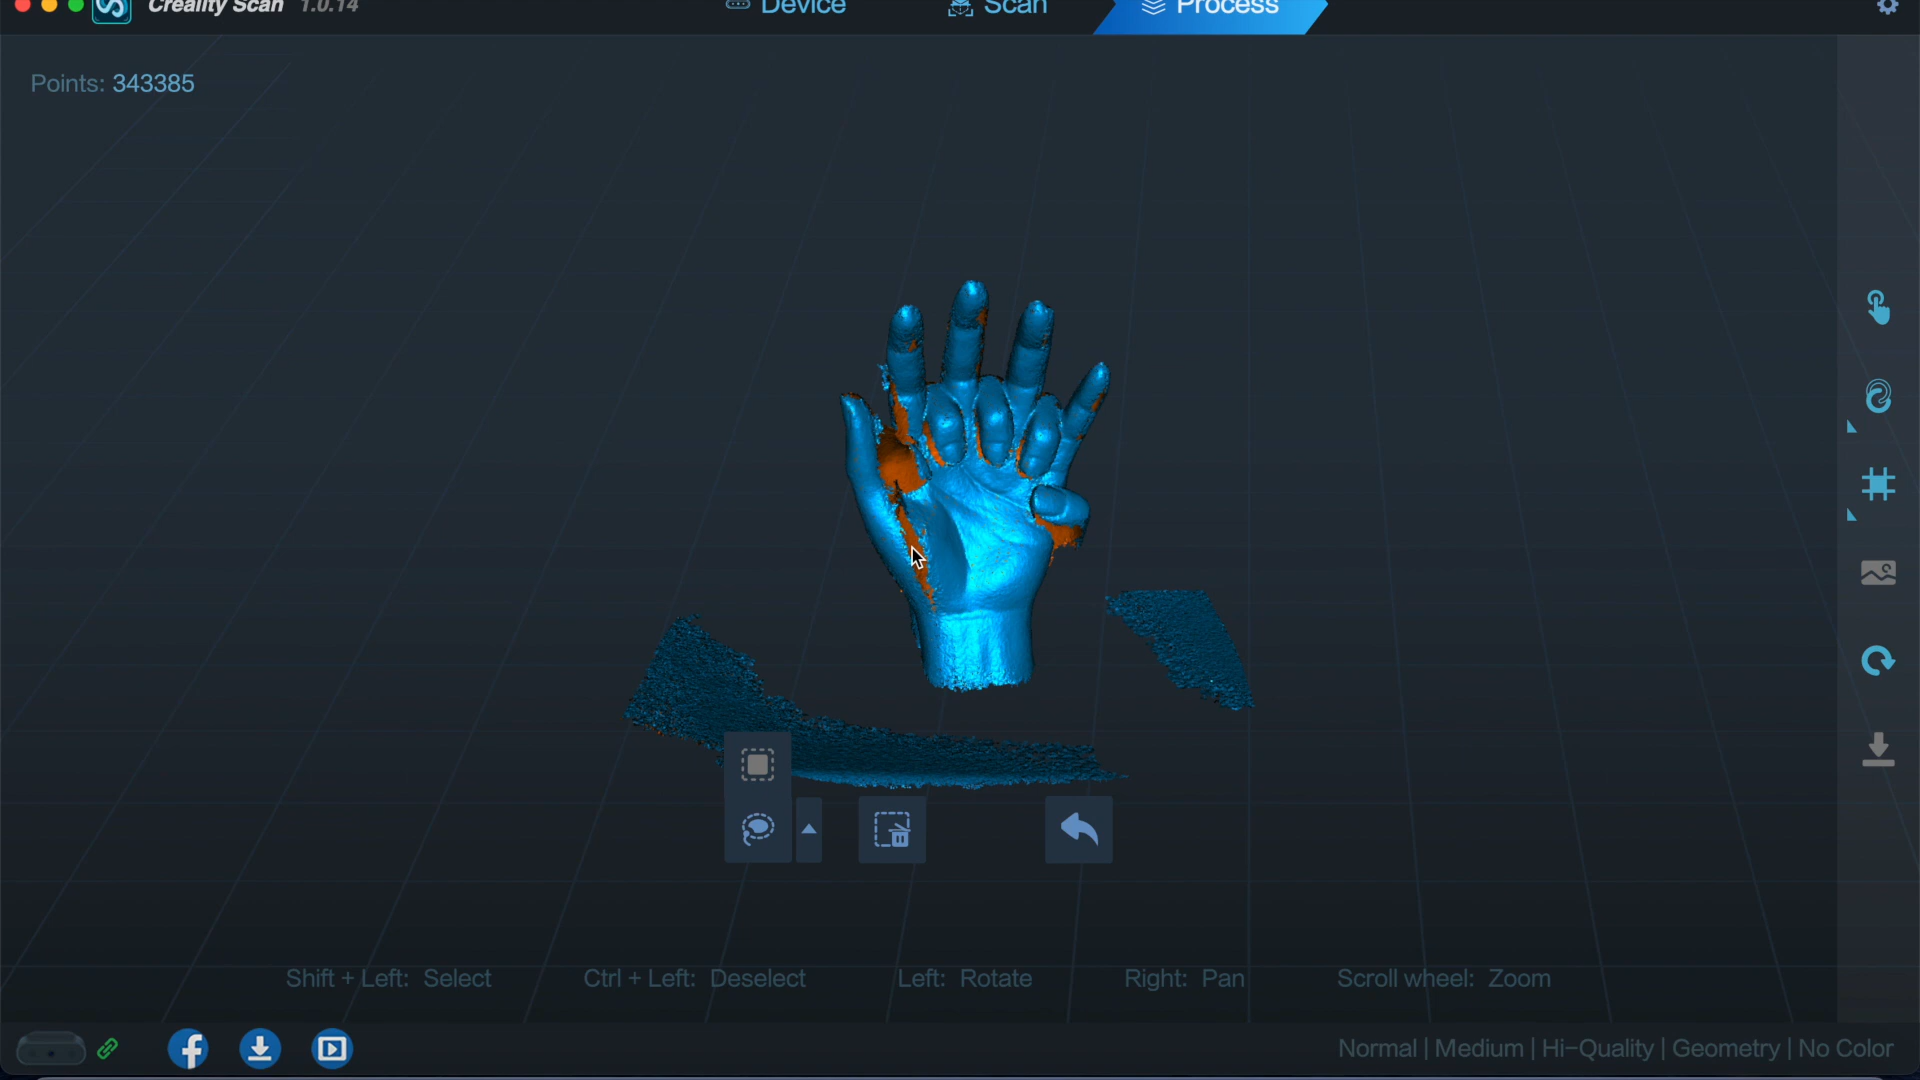 Creality Scan 1.0.14
Device
Scan
Process
Points: 343385
Shift + Left: Select
Ctrl + Left: Deselect
Left: Rotate
Right: Pan
Scroll wheel: Zoom
Normal | Medium | Hi-Quality | Geometry | No Color